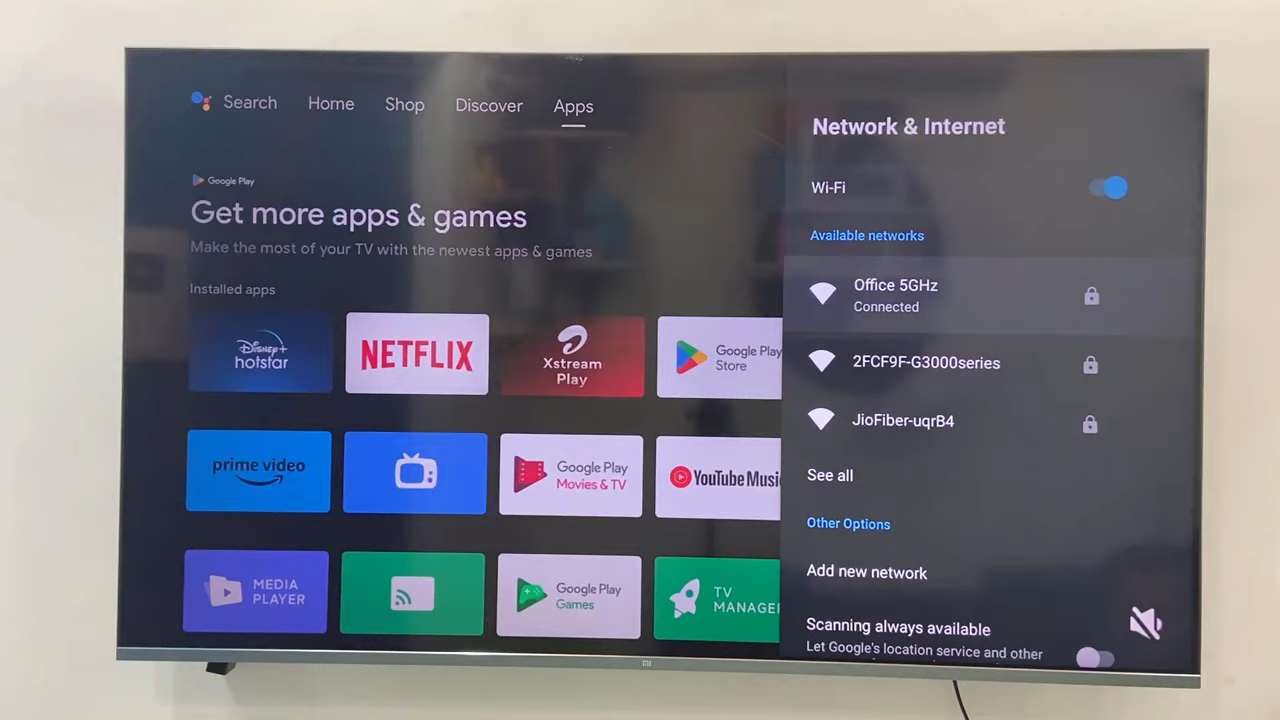 Search Home Shop Discover Apps
Google Play
Get more apps & games
Make the most of your TV with the newest apps & games
Installed apps
Disney+
hotstar
NETFLIX
Xstream
Play
Google Play
Store
prime video
Google Play
Movies & TV
YouTube Musi
MEDIA
PLAYER
Google Play
Games
TV
MANAGE
Network & Internet
Wi-Fi
Available networks
Office 5GHz
Connected
2FCF9F-G3000series
JioFiber-uqrB4
See all
Other Options
Add new network
Scanning always available
Let Google's location service and other
mi